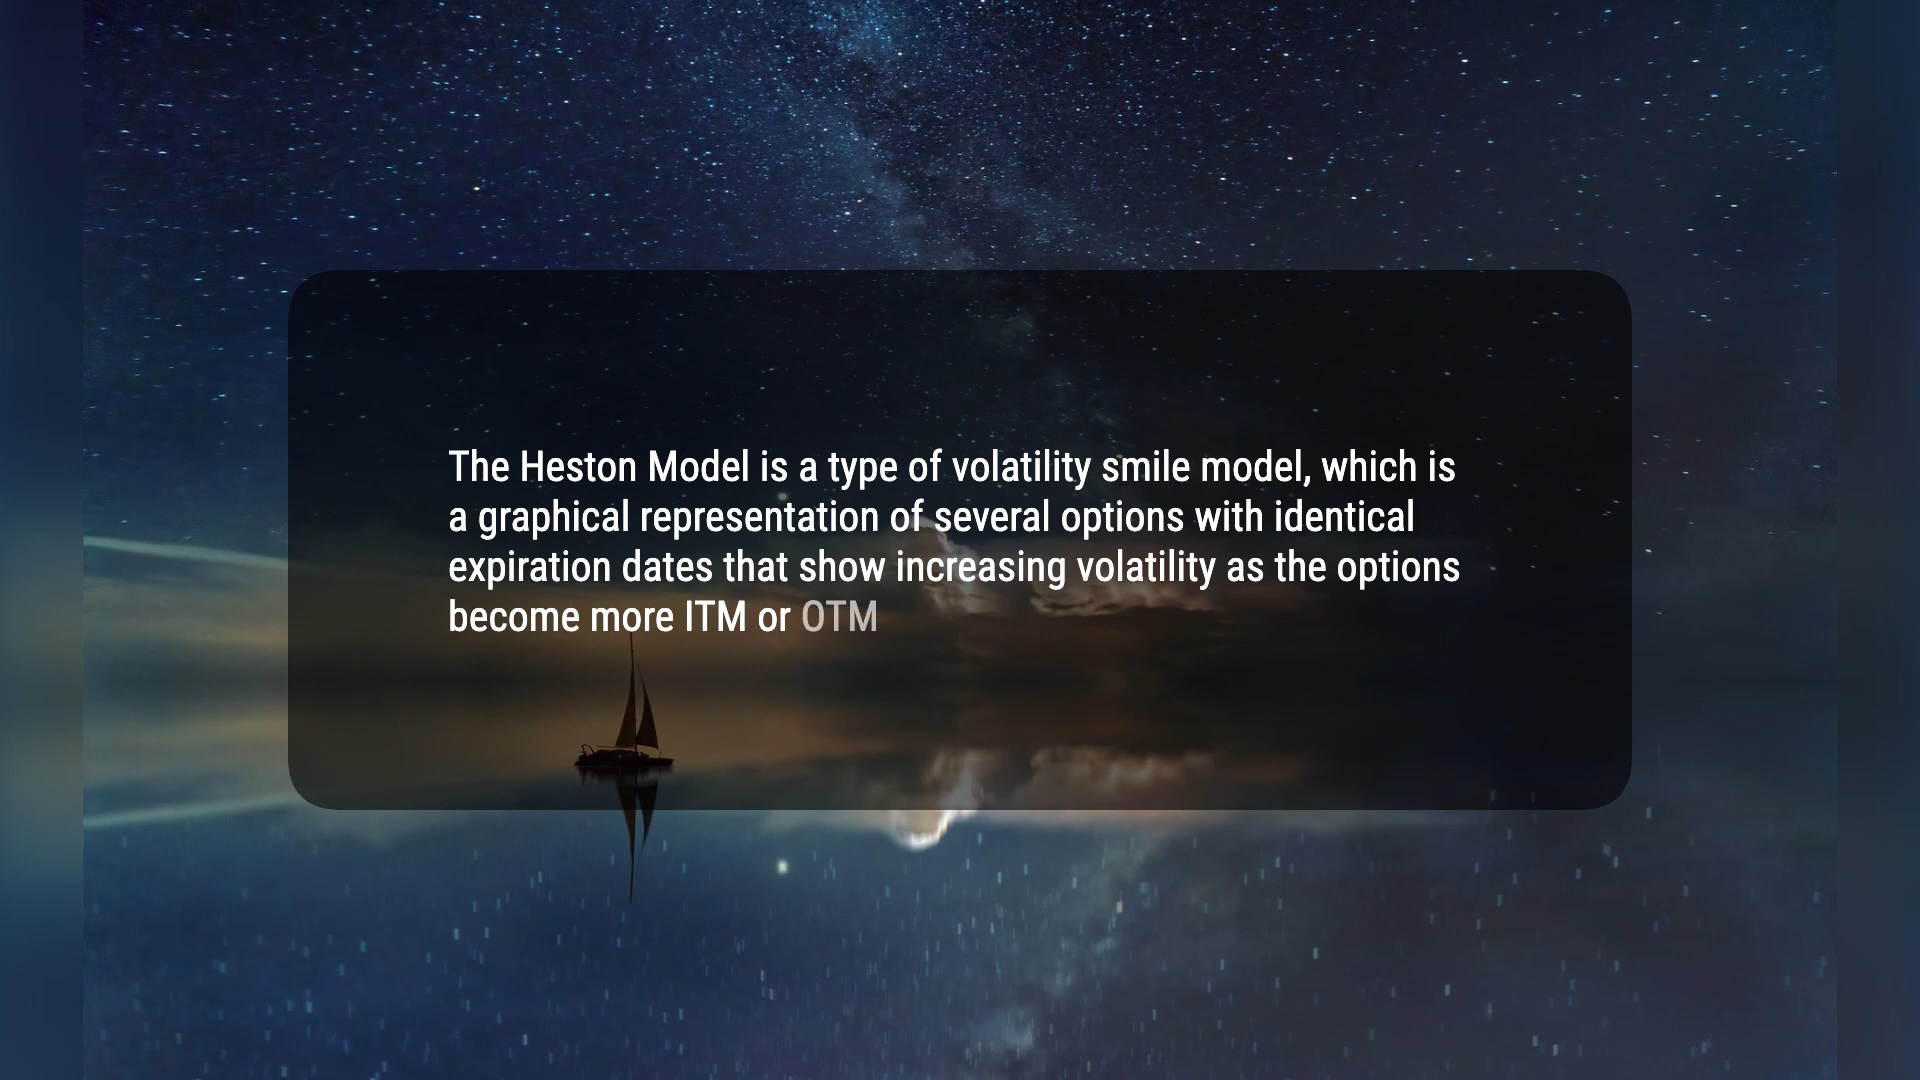 The Heston Model is a type of volatility smile model, which is
a graphical representation of several options with identical
expiration dates that show increasing volatility as the options
become more ITM or OTM